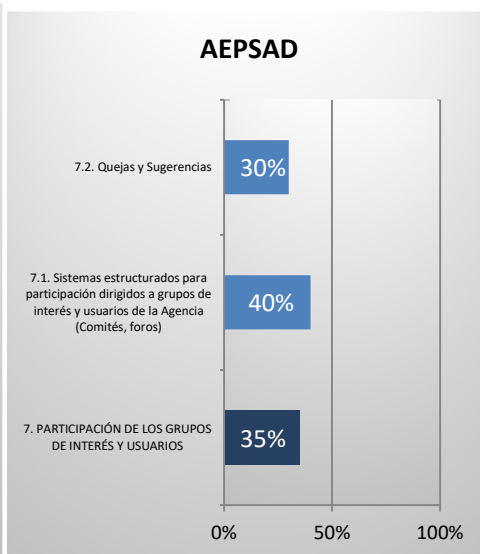 AEPSAD
7.2. Quejas y Sugerencias
30%
7.1. Sistemas estructurados para
participación dirigidos a grupos de
interés y usuarios de la Agencia
(Comités, foros)
40%
7. PARTICIPACIÓN DE LOS GRUPOS
DE INTERÉS Y USUARIOS
35%
0% 50% 100%